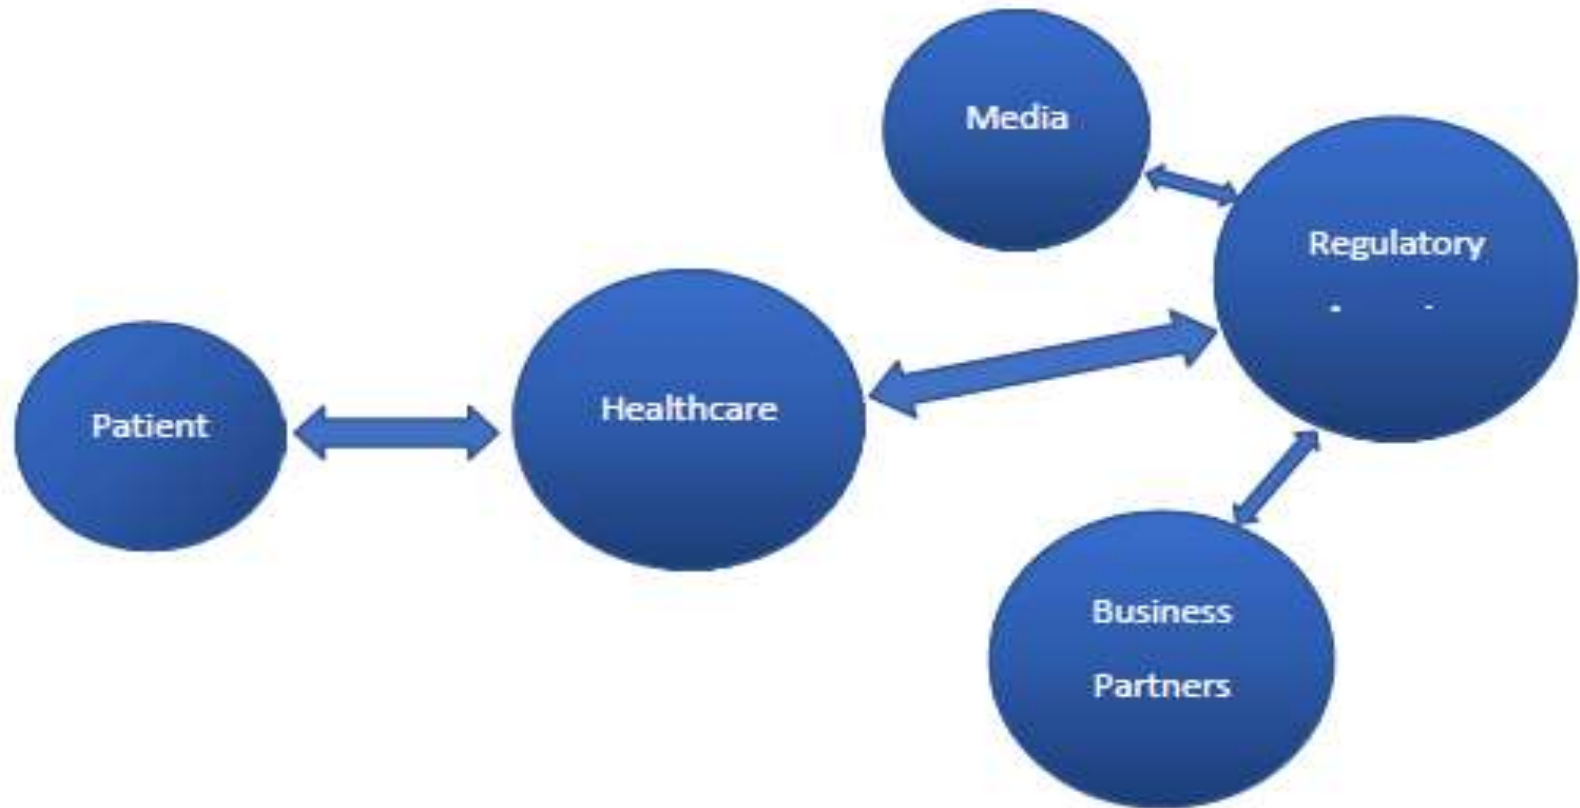 Media
Regulatory
Healthcare
Patient
Business
Partners